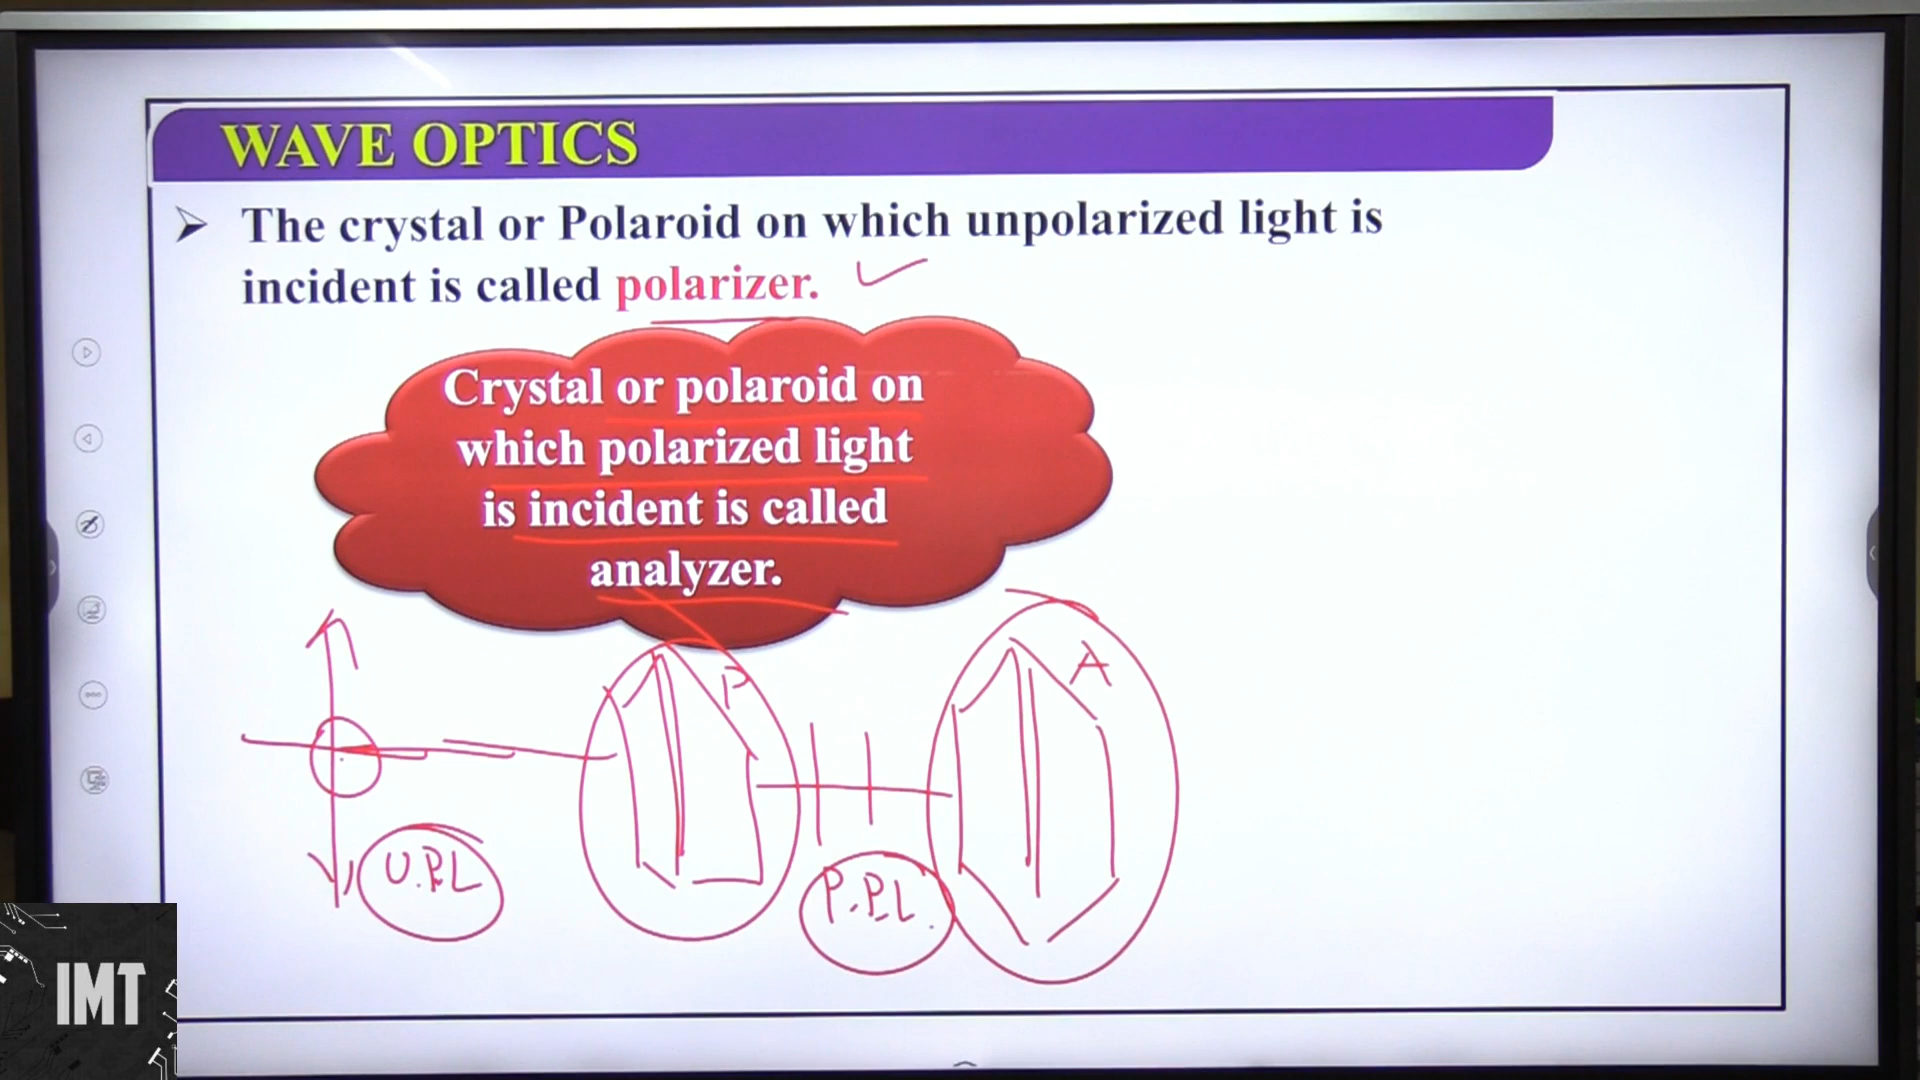 WAVE OPTICS
The crystal or Polaroid on which unpolarized light is
incident is called polarizer.
Crystal or polaroid on
which polarized light
is incident is called
analyzer.
P
A
U.P.L
P.P.L.
IMT